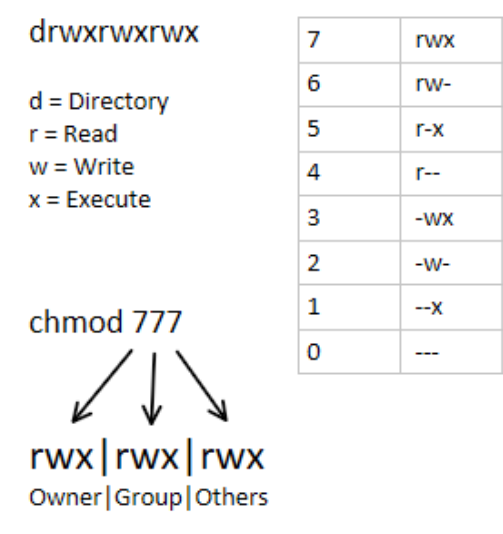 drwxrwxrwx
d = Directory
r = Read
w = Write
x = Execute
chmod 777
rwx|rwx|rwx
Owner|Group|Others
7 rwx
6 rw-
5 r-x
4 r--
3 -wx
2 -w-
1 --x
0 ---